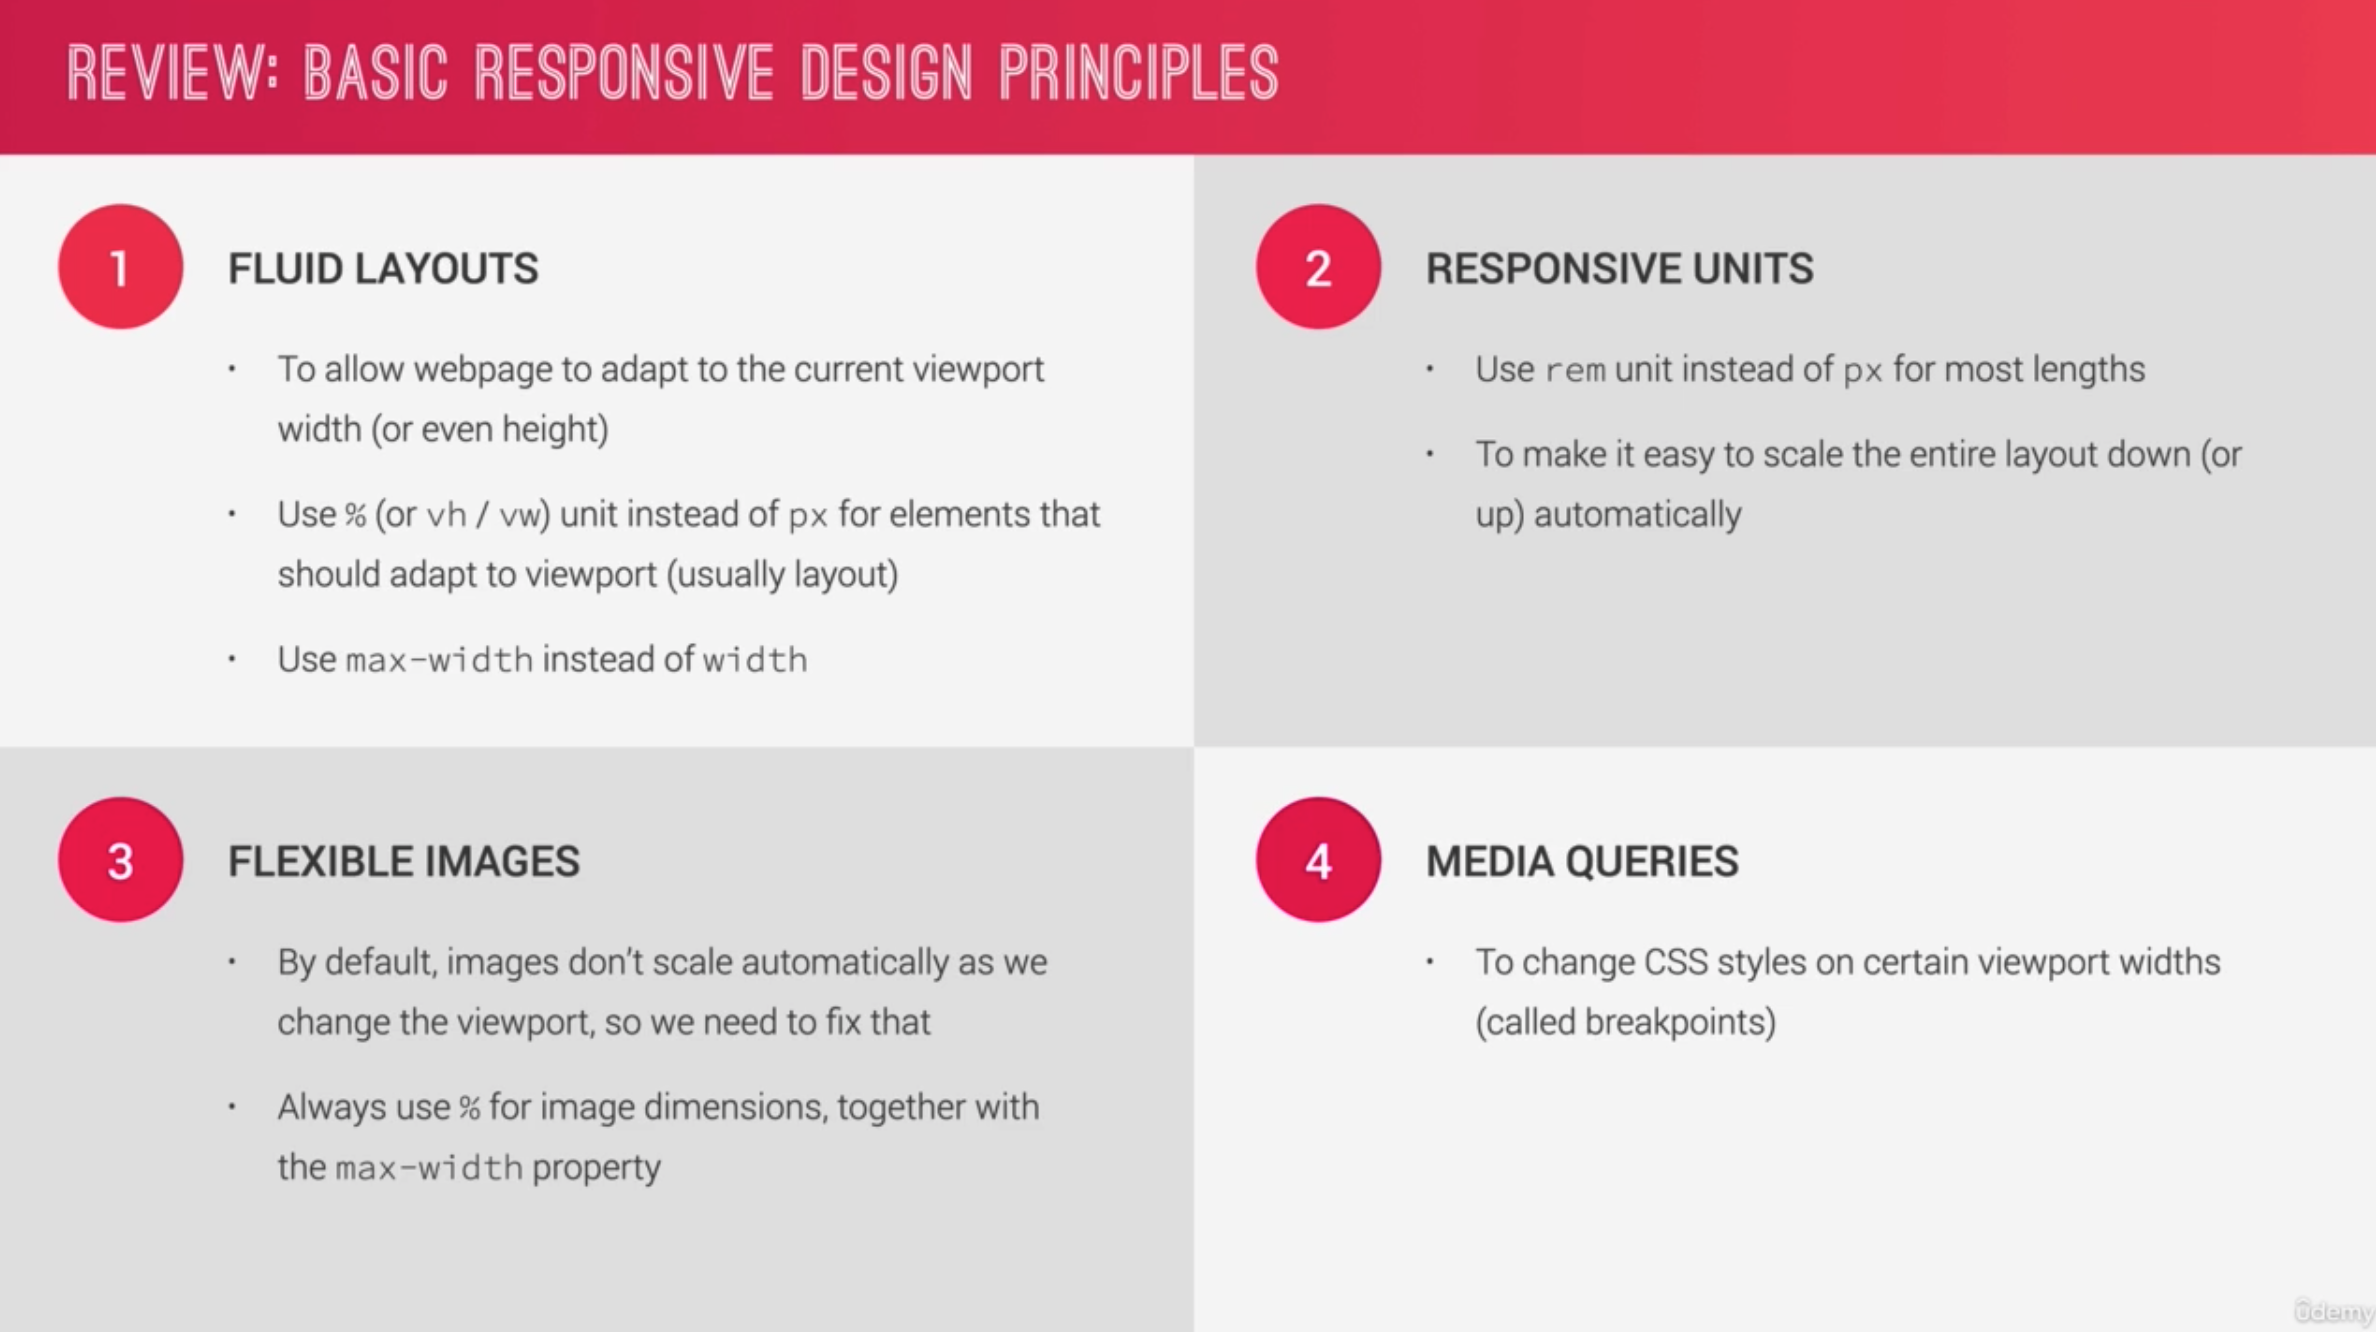 REVIEW: BASIC RESPONSIVE DESIGN PRINCIPLES
1
FLUID LAYOUTS
• To allow webpage to adapt to the current viewport
width (or even height)
• Use % (or vh / vw) unit instead of px for elements that
should adapt to viewport (usually layout)
• Use max-width instead of width
2
RESPONSIVE UNITS
• Use rem unit instead of px for most lengths
• To make it easy to scale the entire layout down (or
up) automatically
3
FLEXIBLE IMAGES
• By default, images don’t scale automatically as we
change the viewport, so we need to fix that
• Always use % for image dimensions, together with
the max-width property
4
MEDIA QUERIES
• To change CSS styles on certain viewport widths
(called breakpoints)
ûdemy